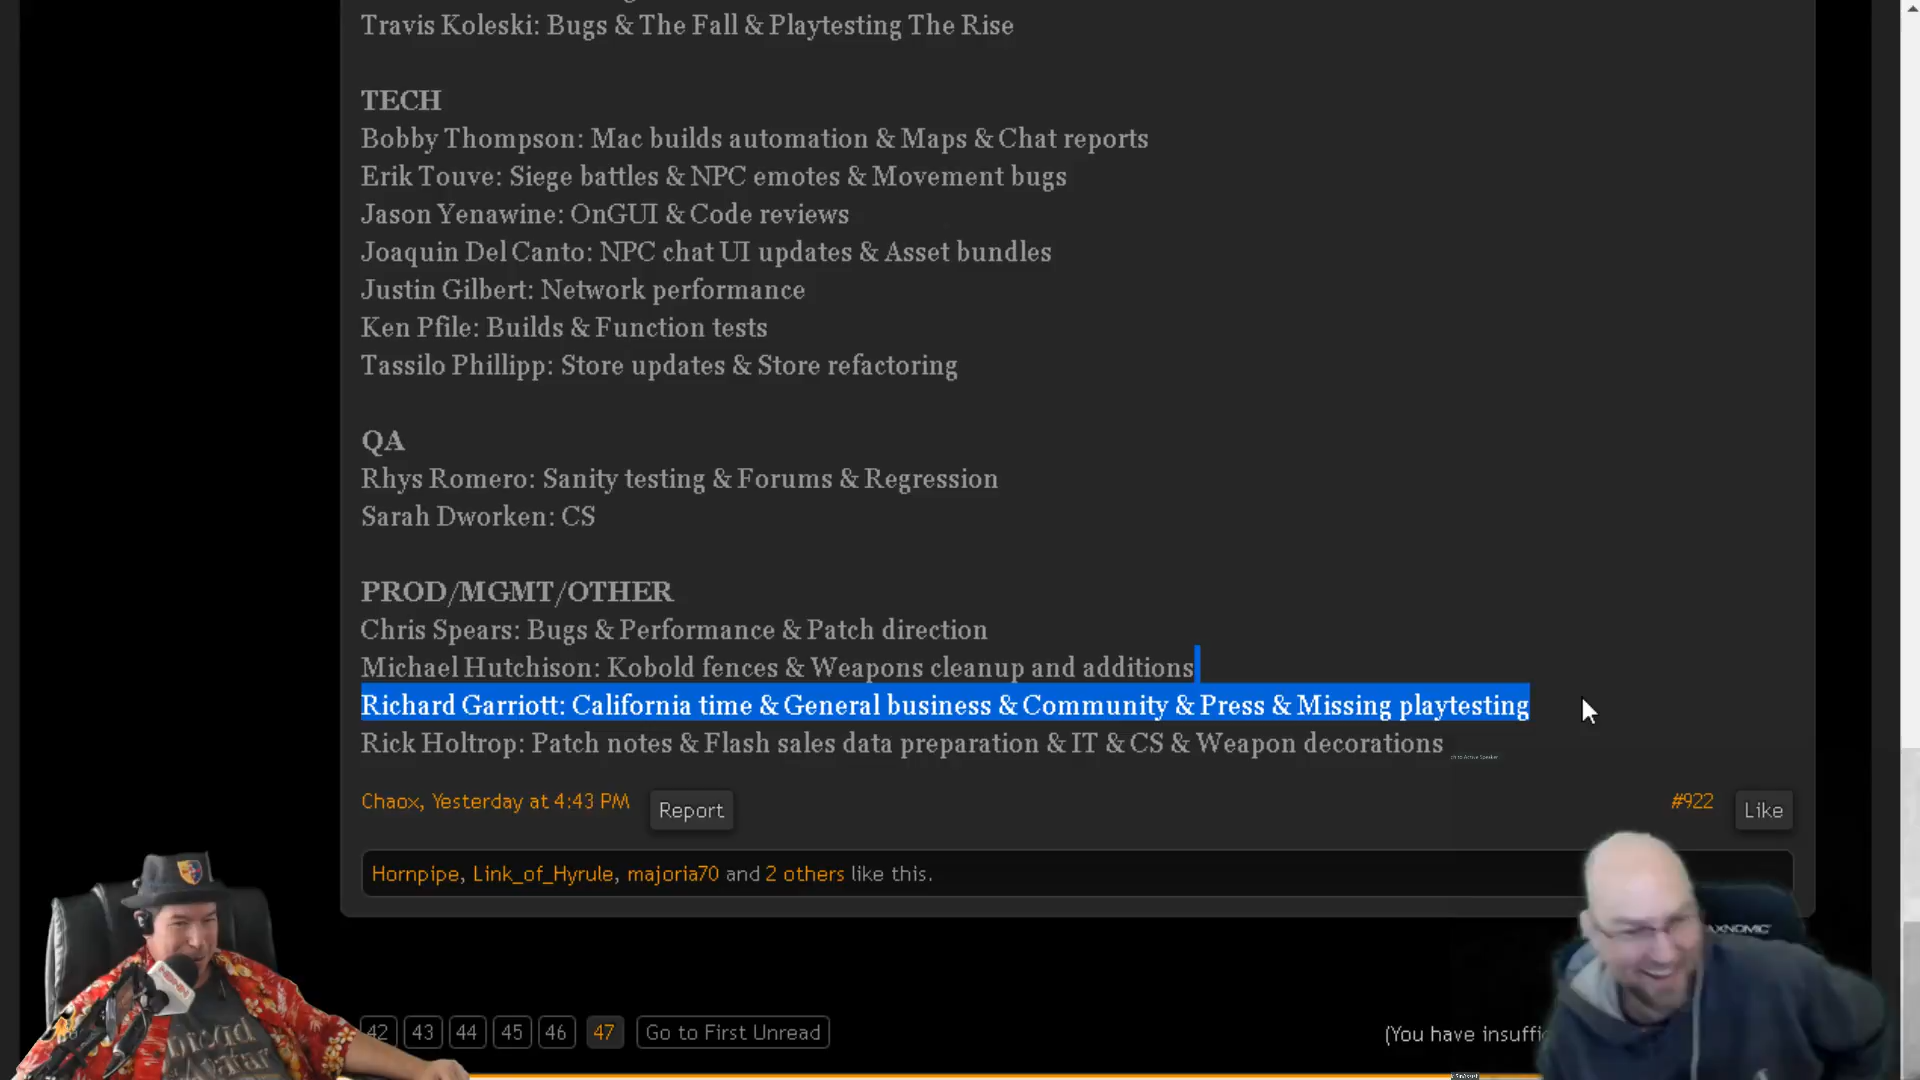 Travis Koleski: Bugs & The Fall & Playtesting The Rise
TECH
Bobby Thompson: Mac builds automation & Maps & Chat reports
Erik Touve: Siege battles & NPC emotes & Movement bugs
Jason Yenawine: OnGUI & Code reviews
Joaquin Del Canto: NPC chat UI updates & Asset bundles
Justin Gilbert: Network performance
Ken Pfile: Builds & Function tests
Tassilo Phillipp: Store updates & Store refactoring
QA
Rhys Romero: Sanity testing & Forums & Regression
Sarah Dworken: CS
PROD/MGMT/OTHER
Chris Spears: Bugs & Performance & Patch direction
Michael Hutchison: Kobold fences & Weapons cleanup and additions
Richard Garriott: California time & General business & Community & Press & Missing playtesting
Rick Holtrop: Patch notes & Flash sales data preparation & IT & CS & Weapon decorations
Chaox, Yesterday at 4:43 PM Report #922 Like
Hornpipe, Link_of_Hyrule, majoria70 and 2 others like this.
42 43 44 45 46 47 Go to First Unread (You have insuffi